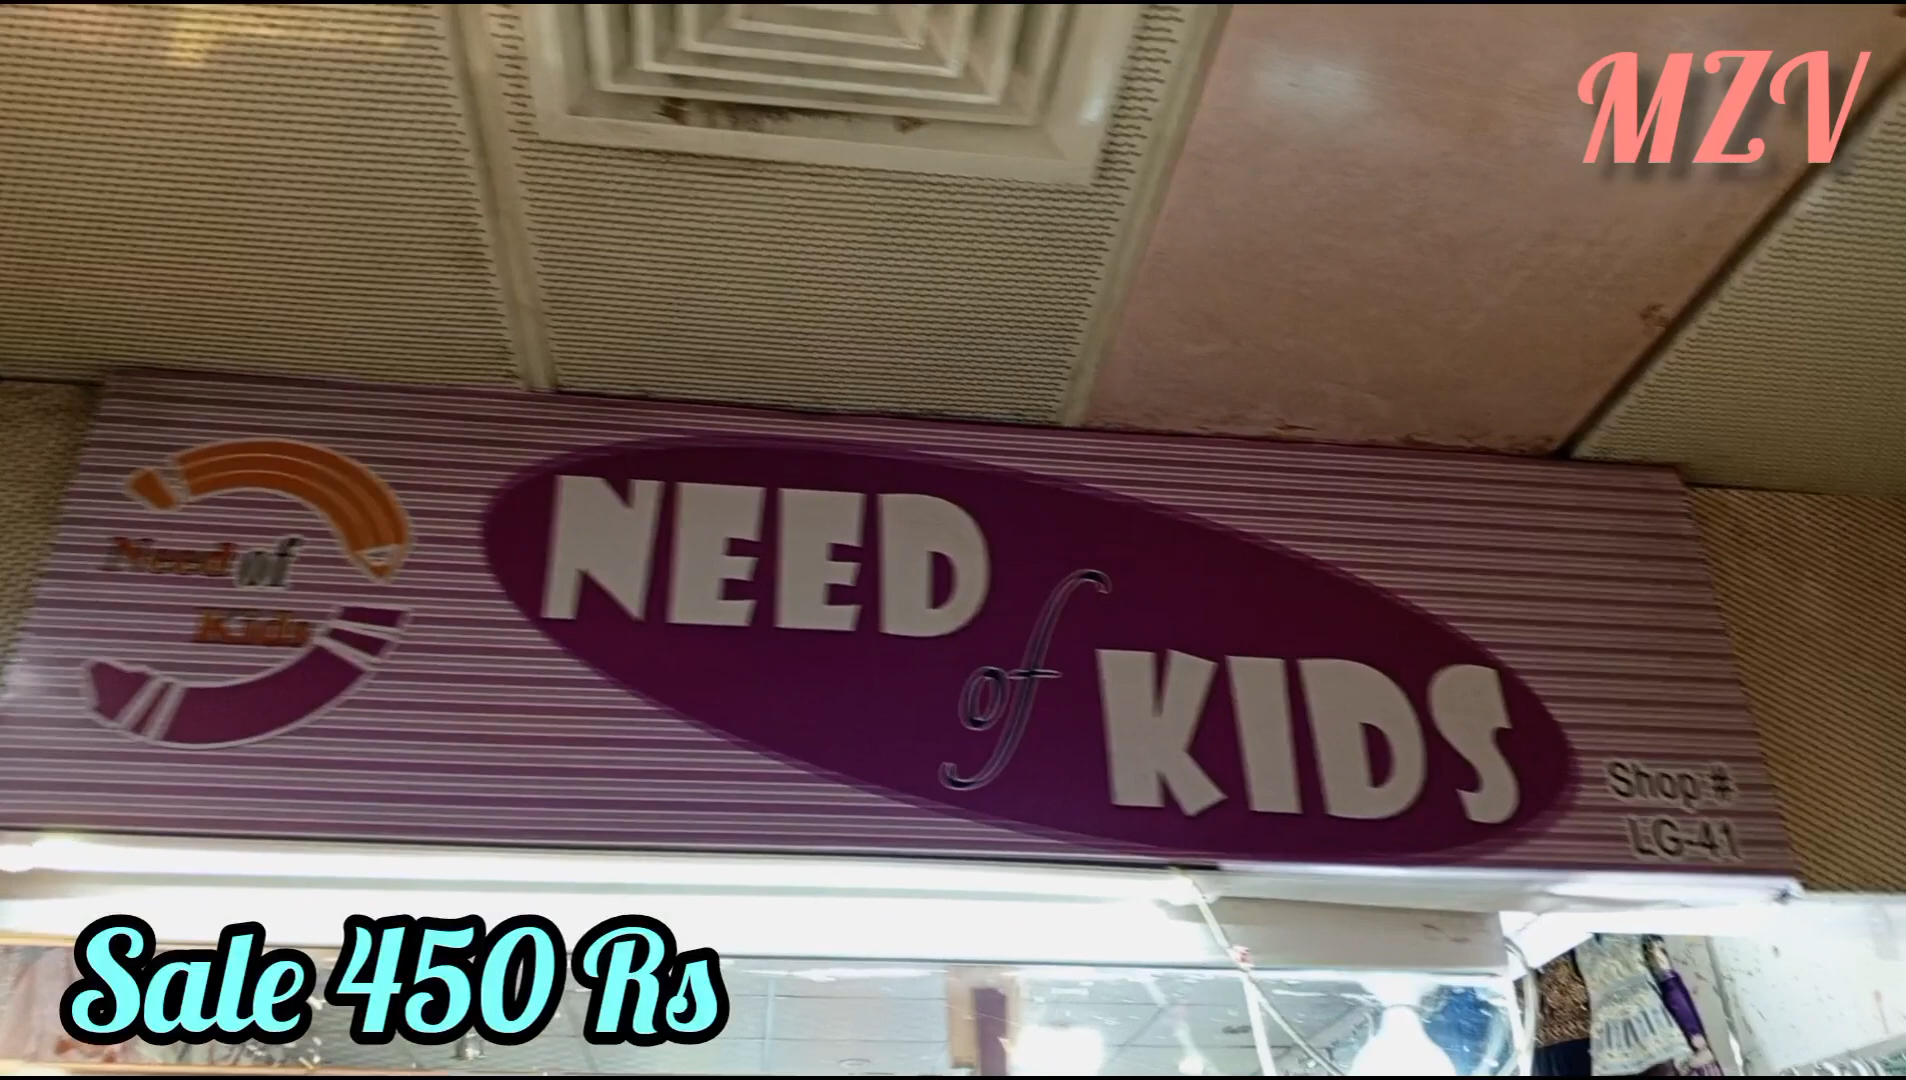 MZV
Need of
Kids
NEED
of
KIDS
Shop #
LG-41
Sale 450 Rs